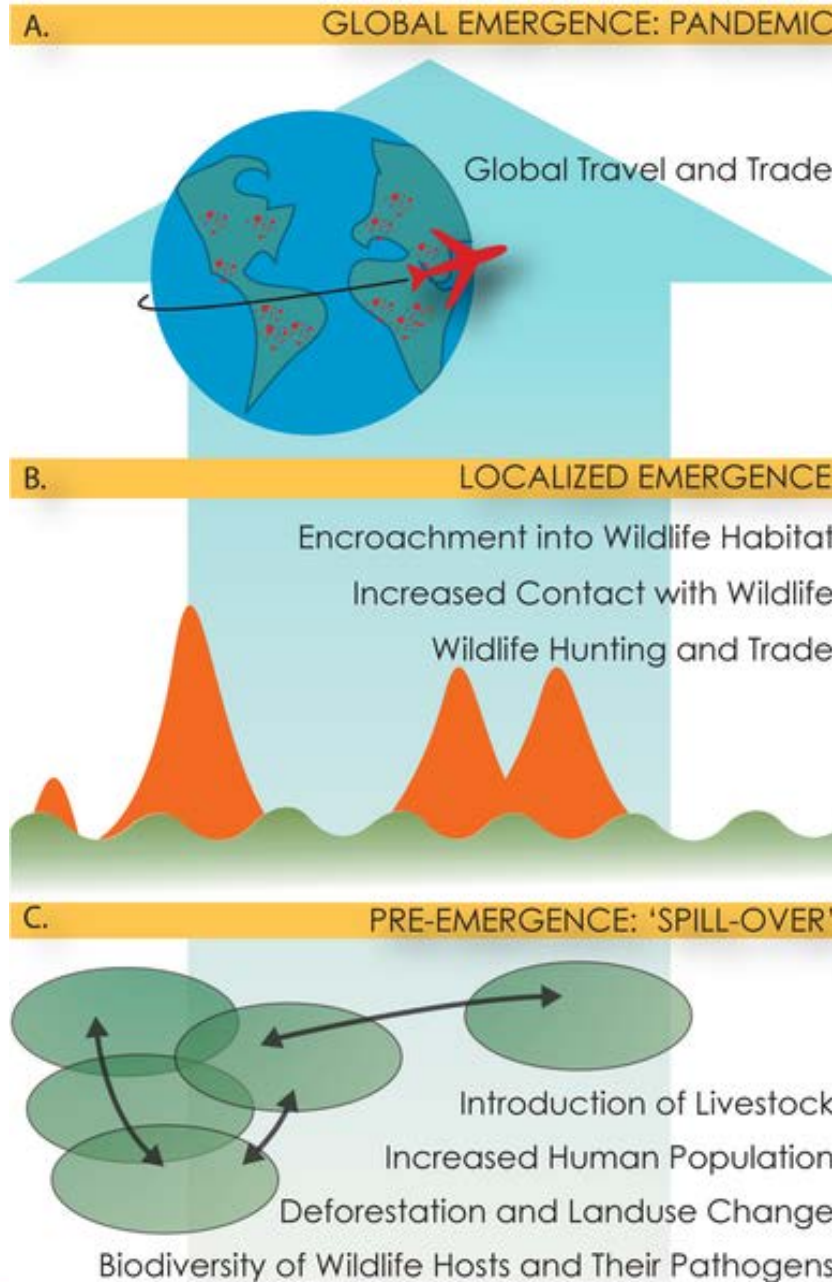 A.
GLOBAL EMERGENCE: PANDEMIC
Global Travel and Trade
B.
LOCALIZED EMERGENCE
Encroachment into Wildlife Habitat
Increased Contact with Wildlife
Wildlife Hunting and Trade
C.
PRE-EMERGENCE: ‘SPILL-OVER’
Introduction of Livestock
Increased Human Population
Deforestation and Landuse Change
Biodiversity of Wildlife Hosts and Their Pathogens